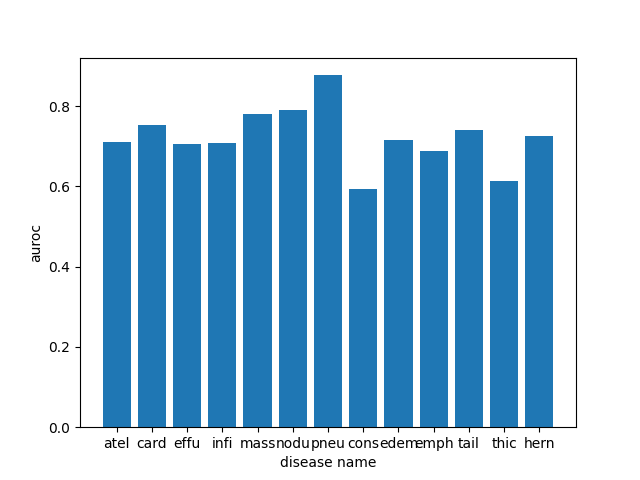 0.8
0.6
0.4
0.2
0.0
auroc
atel card effu infi mass nodu pneu cons edem emph tail thic hern
disease name